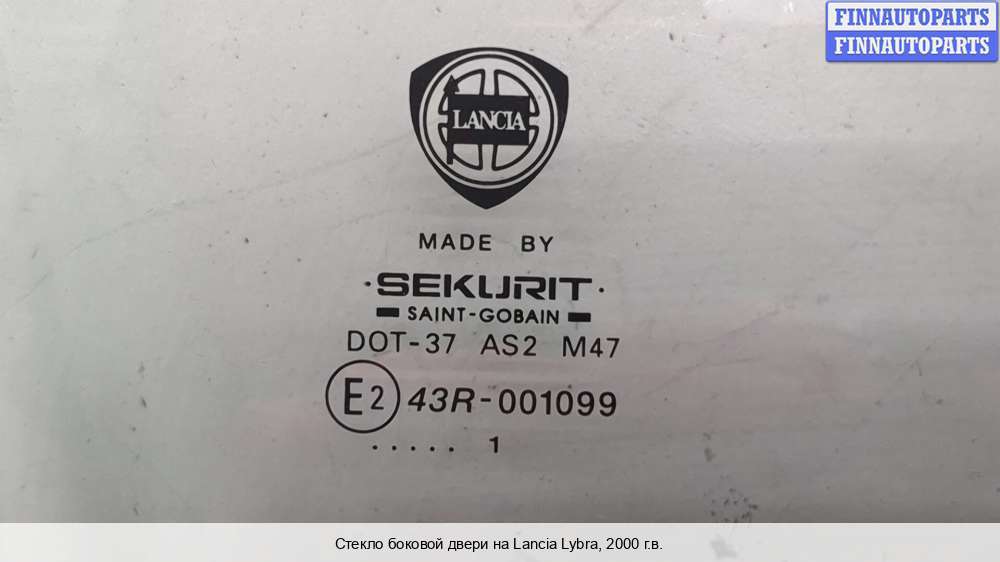 FINNAUTOPARTS
FINNAUTOPARTS
LANCIA
MADE BY
·SEKURIT·
SAINT-GOBAIN
DOT-37 AS2 M47
E2 43R-001099
..... 1
Стекло боковой двери на Lancia Lybra, 2000 г.в.